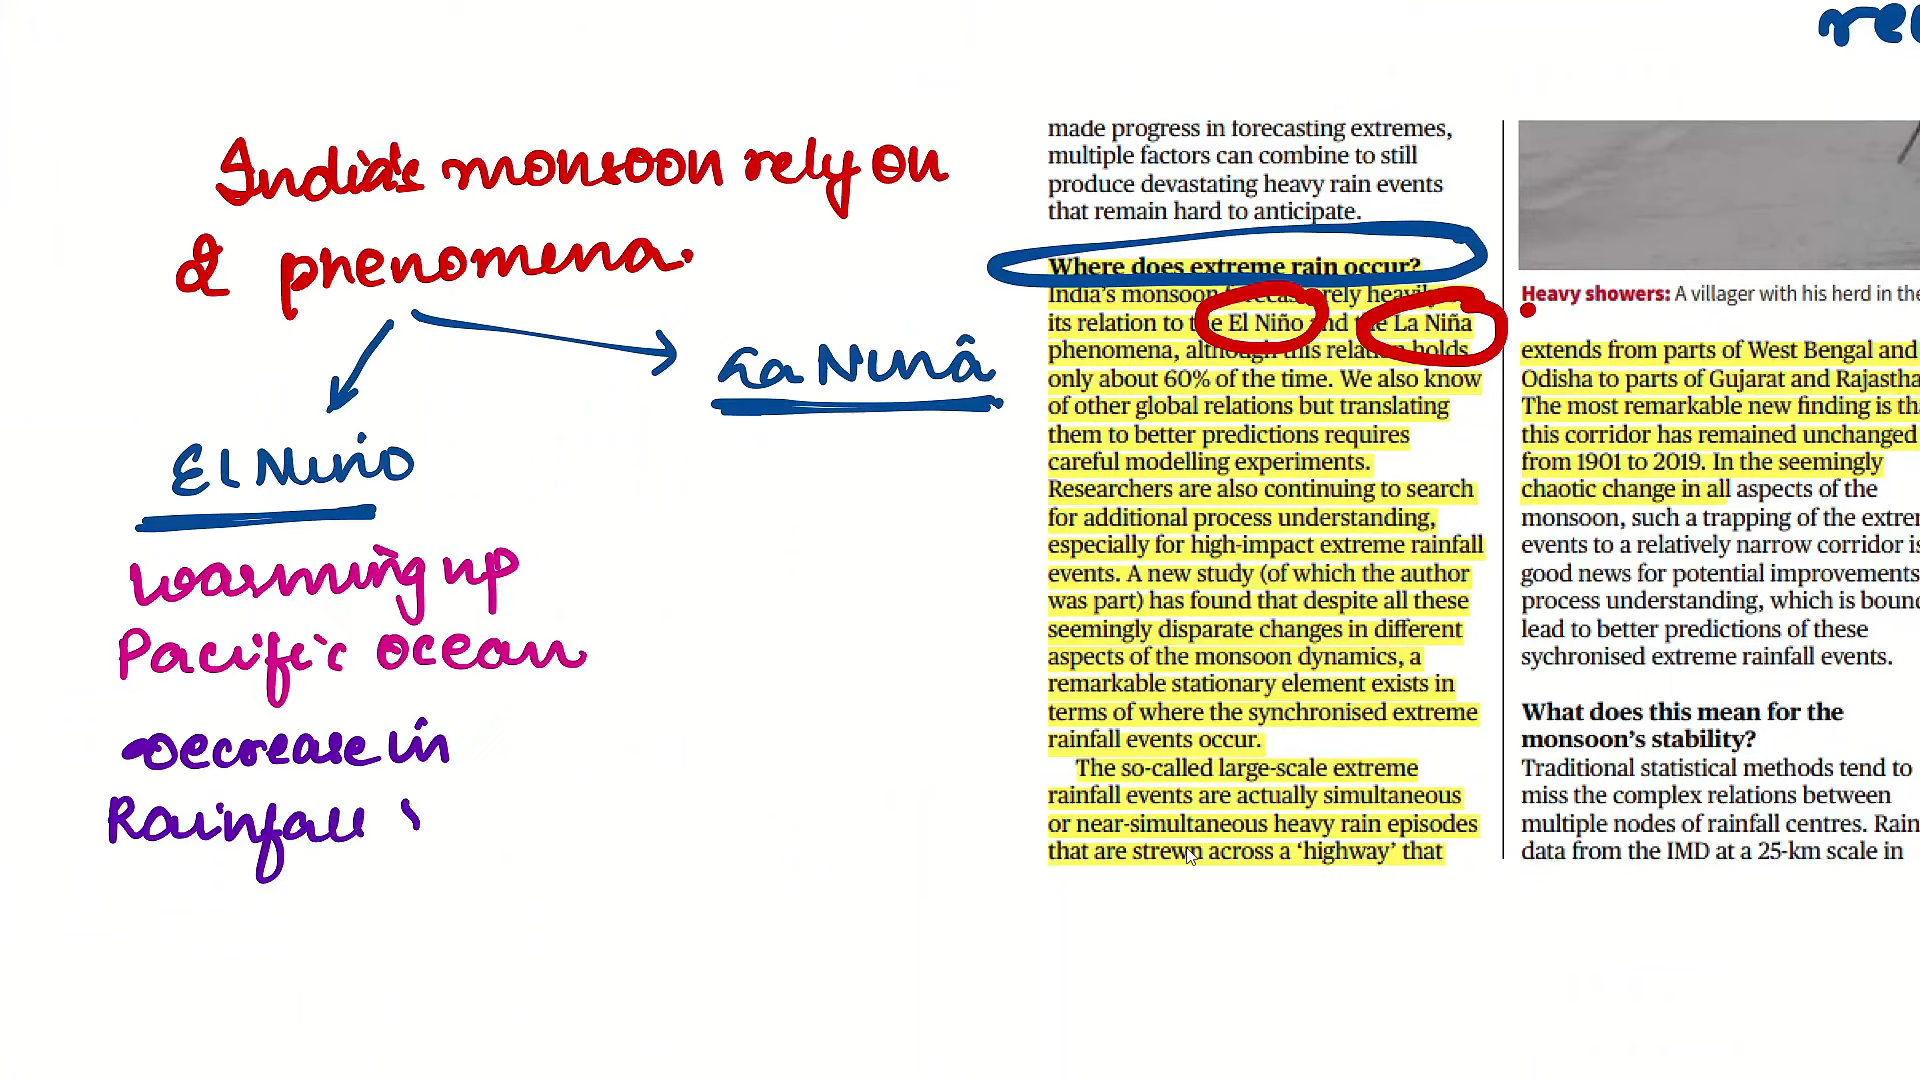 India's monsoon rely on
2 phenomena.
La Nina
El Nino
Warming up
Pacific Ocean
Decrease in
Rainfall
made progress in forecasting extremes,
multiple factors can combine to still
produce devastating heavy rain events
that remain hard to anticipate.
Where does extreme rain occur?
India's monsoon forecasts rely heavily
its relation to the El Niño and the La Niña
phenomena, although this relation holds
only about 60% of the time. We also know
of other global relations but translating
them to better predictions requires
careful modelling experiments.
Researchers are also continuing to search
for additional process understanding,
especially for high-impact extreme rainfall
events. A new study (of which the author
was part) has found that despite all these
seemingly disparate changes in different
aspects of the monsoon dynamics, a
remarkable stationary element exists in
terms of where the synchronised extreme
rainfall events occur.
The so-called large-scale extreme
rainfall events are actually simultaneous
or near-simultaneous heavy rain episodes
that are strewn across a ‘highway’ that
Heavy showers: A villager with his herd in the
extends from parts of West Bengal and
Odisha to parts of Gujarat and Rajastha
The most remarkable new finding is tha
this corridor has remained unchanged
from 1901 to 2019. In the seemingly
chaotic change in all aspects of the
monsoon, such a trapping of the extrem
events to a relatively narrow corridor is
good news for potential improvements
process understanding, which is bound
lead to better predictions of these
sychronised extreme rainfall events.
What does this mean for the
monsoon's stability?
Traditional statistical methods tend to
miss the complex relations between
multiple nodes of rainfall centres. Rain
data from the IMD at a 25-km scale in